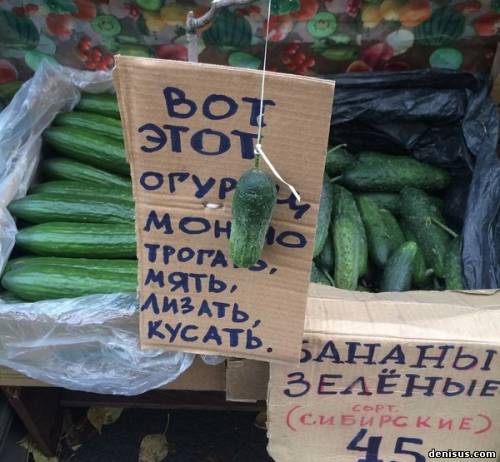 ВОТ
ЭТОТ
ОГУРЕЦ
МОЖНО
ТРОГАТЬ,
МЯТЬ,
ЛИЗАТЬ,
КУСАТЬ.
БАНАНЫ
ЗЕЛЁНЫЕ
СОРТ.
(СИБИРСКИЕ)
45
denisus.com